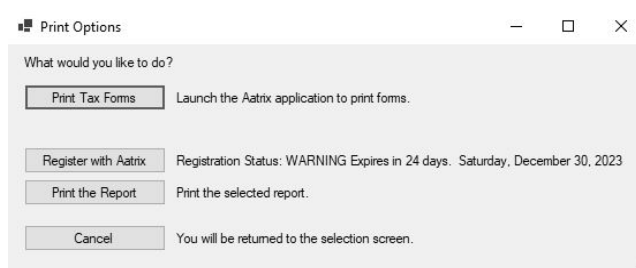 Print Options
What would you like to do?
Print Tax Forms Launch the Aatrix application to print forms.
Register with Aatrix Registration Status: WARNING Expires in 24 days. Saturday, December 30, 2023
Print the Report Print the selected report.
Cancel You will be returned to the selection screen.